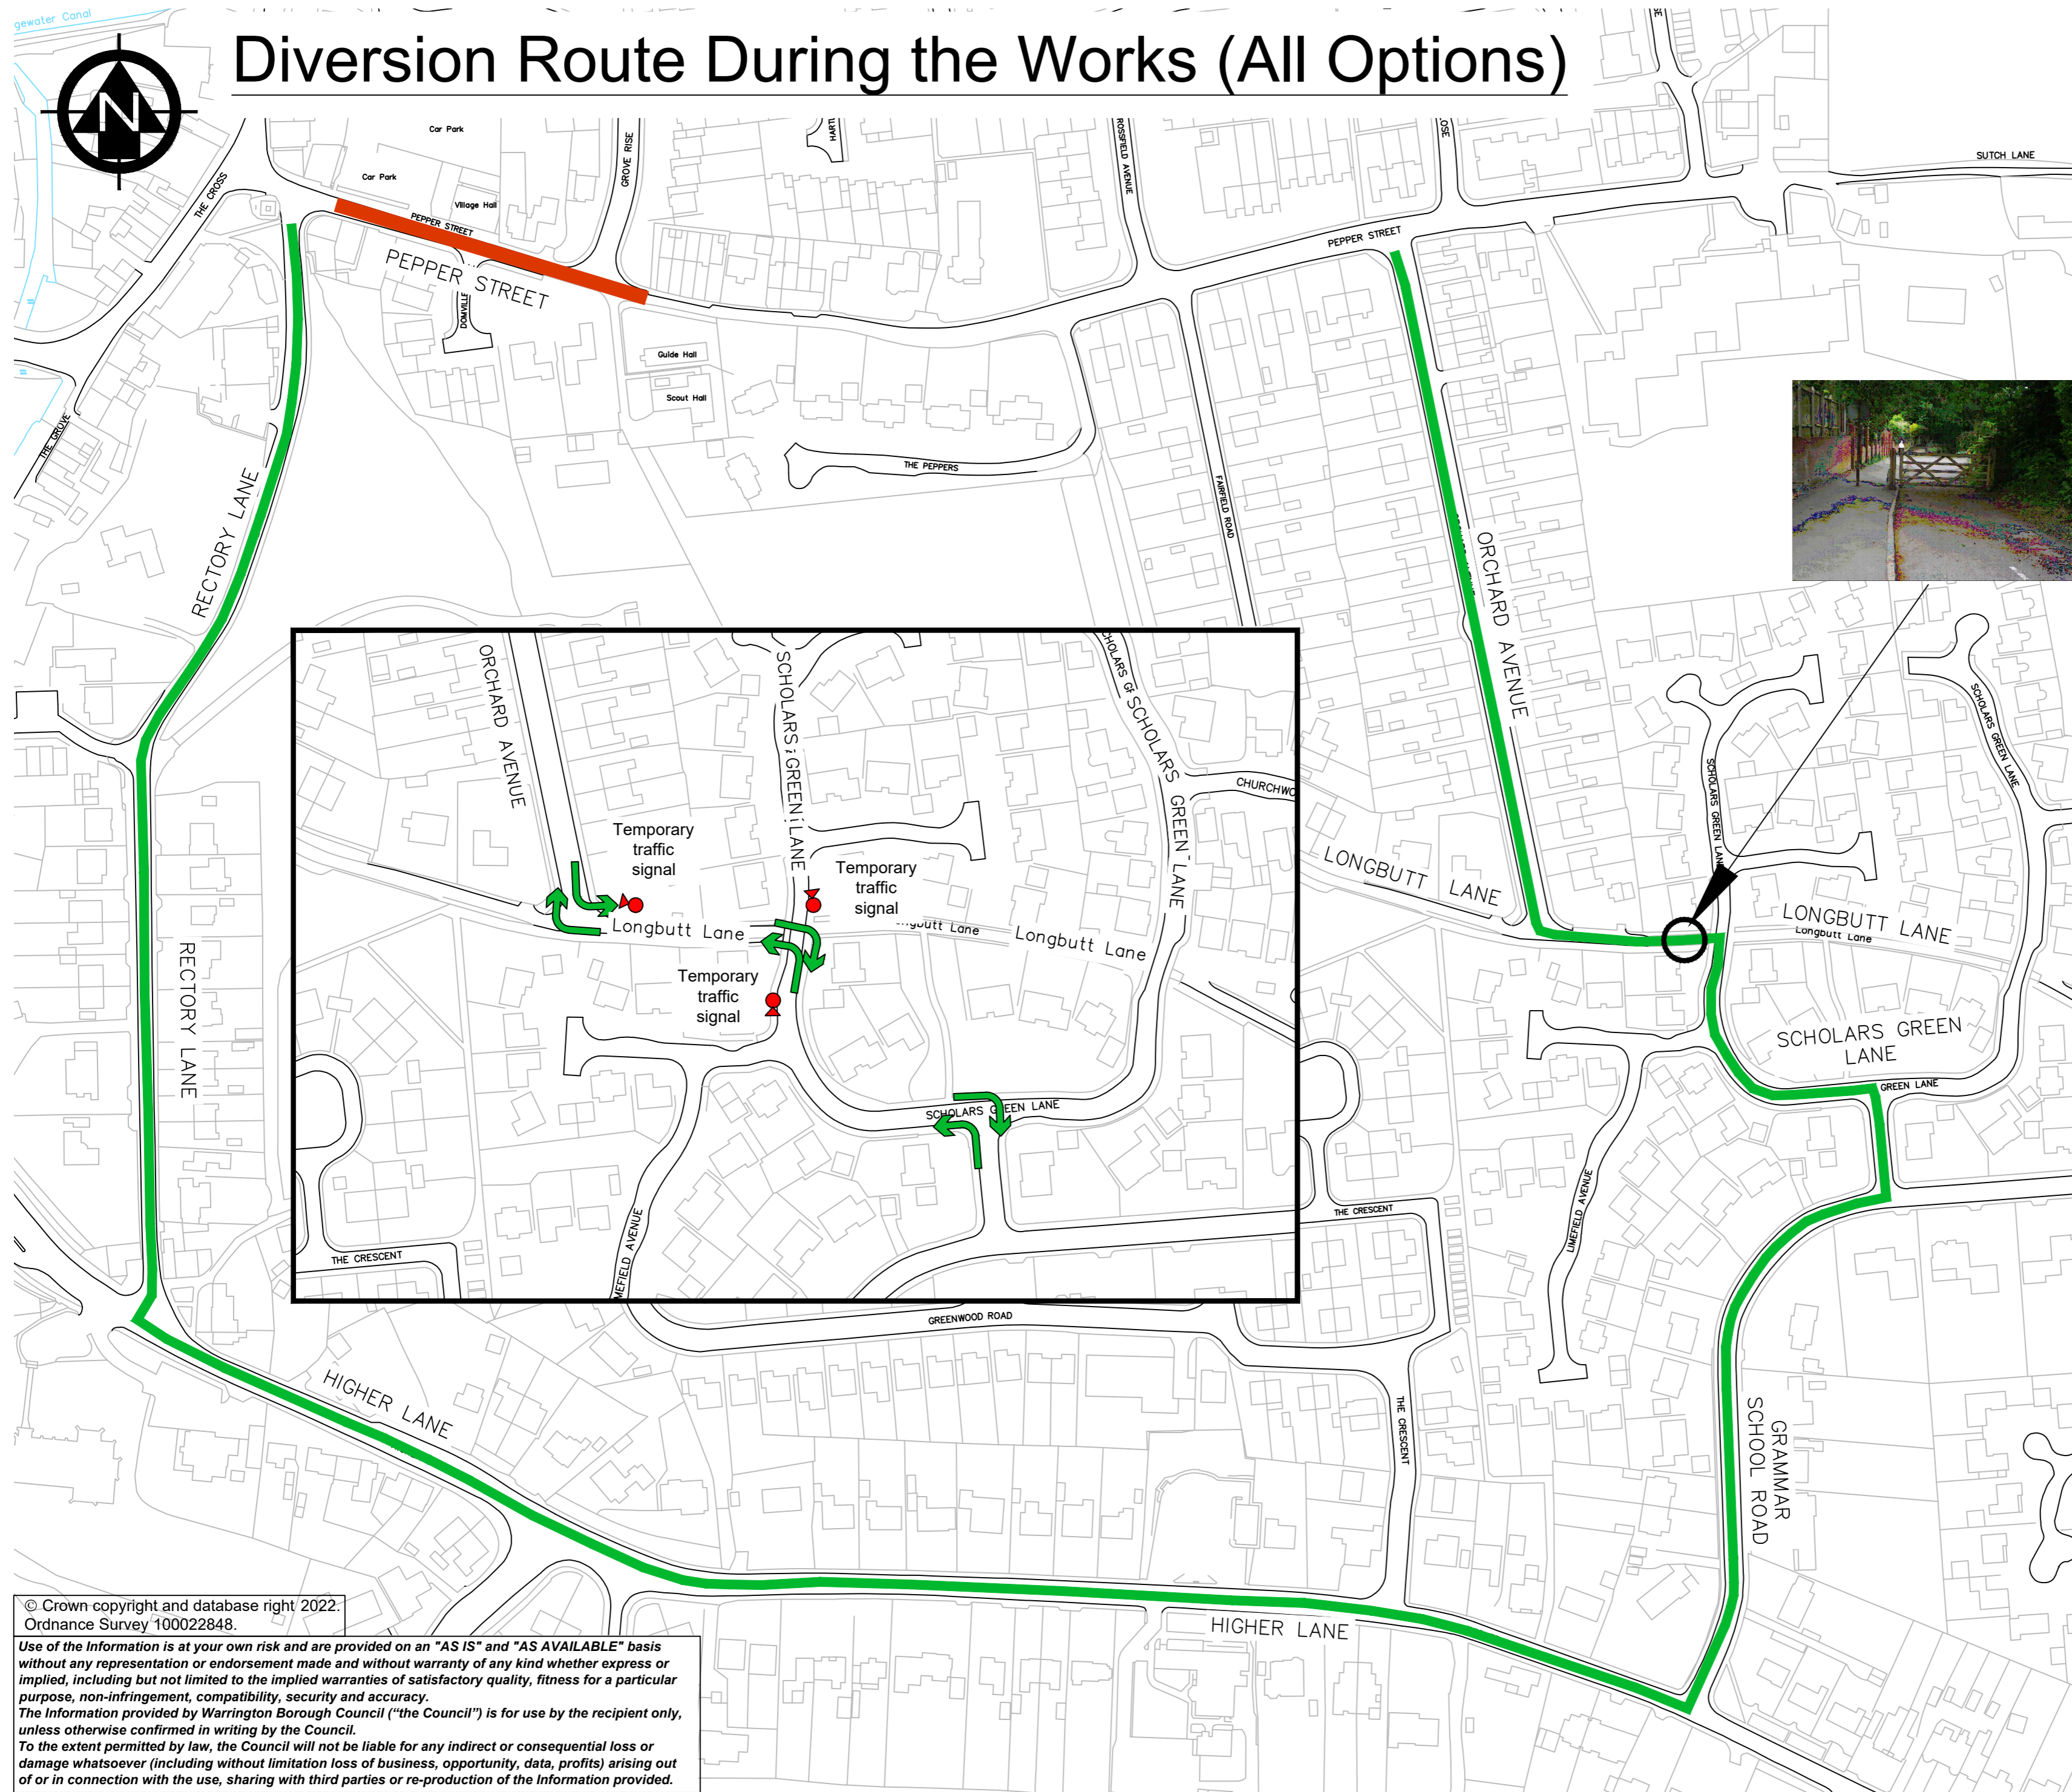 gewater Canal
Diversion Route During the Works (All Options)
N
Car Park
Car Park
Village Hall
THE CROSS
GROVE RISE
SUTCH LANE
PEPPER STREET
PEPPER STREET
PEPPER STREET
Guide Hall
Scout Hall
THE GROVE
THE PEPPERS
FAIRFIELD ROAD
RECTORY LANE
ORCHARD AVENUE
SCHOLARS GREEN LANE
SCHOLARS GREEN LANE
LONGBUTT LANE
LONGBUTT LANE
Longbutt Lane
SCHOLARS GREEN
LANE
GREEN LANE
ORCHARD AVENUE
SCHOLARS GREEN LANE
SCHOLARS GREEN LANE
Temporary
traffic
signal
Temporary
traffic
signal
Longbutt Lane
Longbutt Lane
Temporary
traffic
signal
SCHOLARS GREEN LANE
THE CRESCENT
THE CRESCENT
LIMEFIELD AVENUE
RECTORY LANE
GREENWOOD ROAD
HIGHER LANE
THE CRESCENT
GRAMMAR
SCHOOL ROAD
HIGHER LANE
© Crown copyright and database right 2022.
Ordnance Survey 100022848.
Use of the Information is at your own risk and are provided on an "AS IS" and "AS AVAILABLE" basis
without any representation or endorsement made and without warranty of any kind whether express or
implied, including but not limited to the implied warranties of satisfactory quality, fitness for a particular
purpose, non-infringement, compatibility, security and accuracy.
The Information provided by Warrington Borough Council (“the Council”) is for use by the recipient only,
unless otherwise confirmed in writing by the Council.
To the extent permitted by law, the Council will not be liable for any indirect or consequential loss or
damage whatsoever (including without limitation loss of business, opportunity, data, profits) arising out
of or in connection with the use, sharing with third parties or re-production of the Information provided.